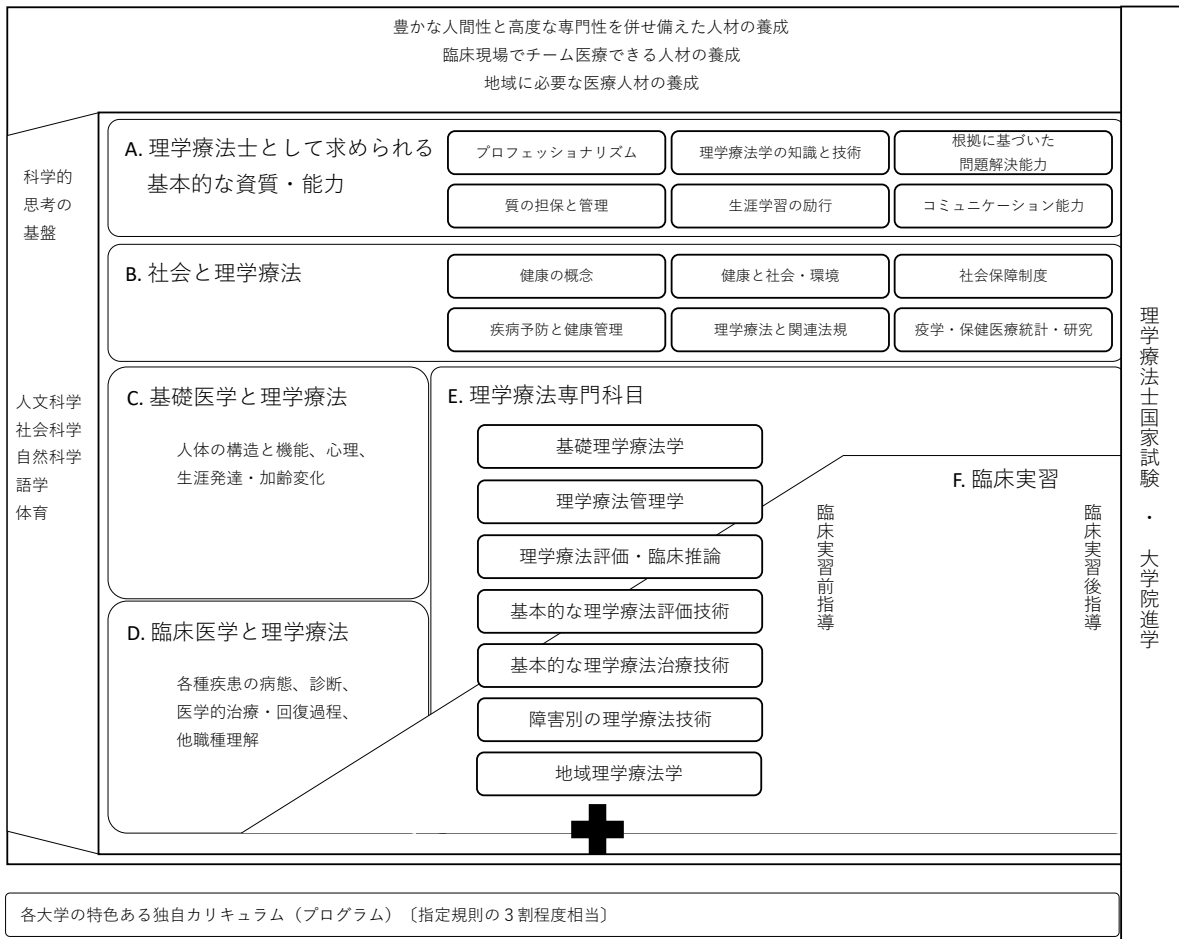 豊かな人間性と高度な専門性を併せ備えた人材の養成
臨床現場でチーム医療できる人材の養成
地域に必要な医療人材の養成
科学的
思考の
基盤
人文科学
社会科学
自然科学
語学
体育
A. 理学療法士として求められる
基本的な資質・能力
プロフェッショナリズム
理学療法学の知識と技術
根拠に基づいた
問題解決能力
質の担保と管理
生涯学習の励行
コミュニケーション能力
B. 社会と理学療法
健康の概念
健康と社会・環境
社会保障制度
疾病予防と健康管理
理学療法と関連法規
疫学・保健医療統計・研究
C. 基礎医学と理学療法
人体の構造と機能、心理、
生涯発達・加齢変化
D. 臨床医学と理学療法
各種疾患の病態、診断、
医学的治療・回復過程、
他職種理解
E. 理学療法専門科目
基礎理学療法学
理学療法管理学
理学療法評価・臨床推論
基本的な理学療法評価技術
基本的な理学療法治療技術
障害別の理学療法技術
地域理学療法学
F. 臨床実習
臨床実習前指導
臨床実習後指導
理学療法士国家試験・大学院進学
各大学の特色ある独自カリキュラム（プログラム）〔指定規則の３割程度相当〕